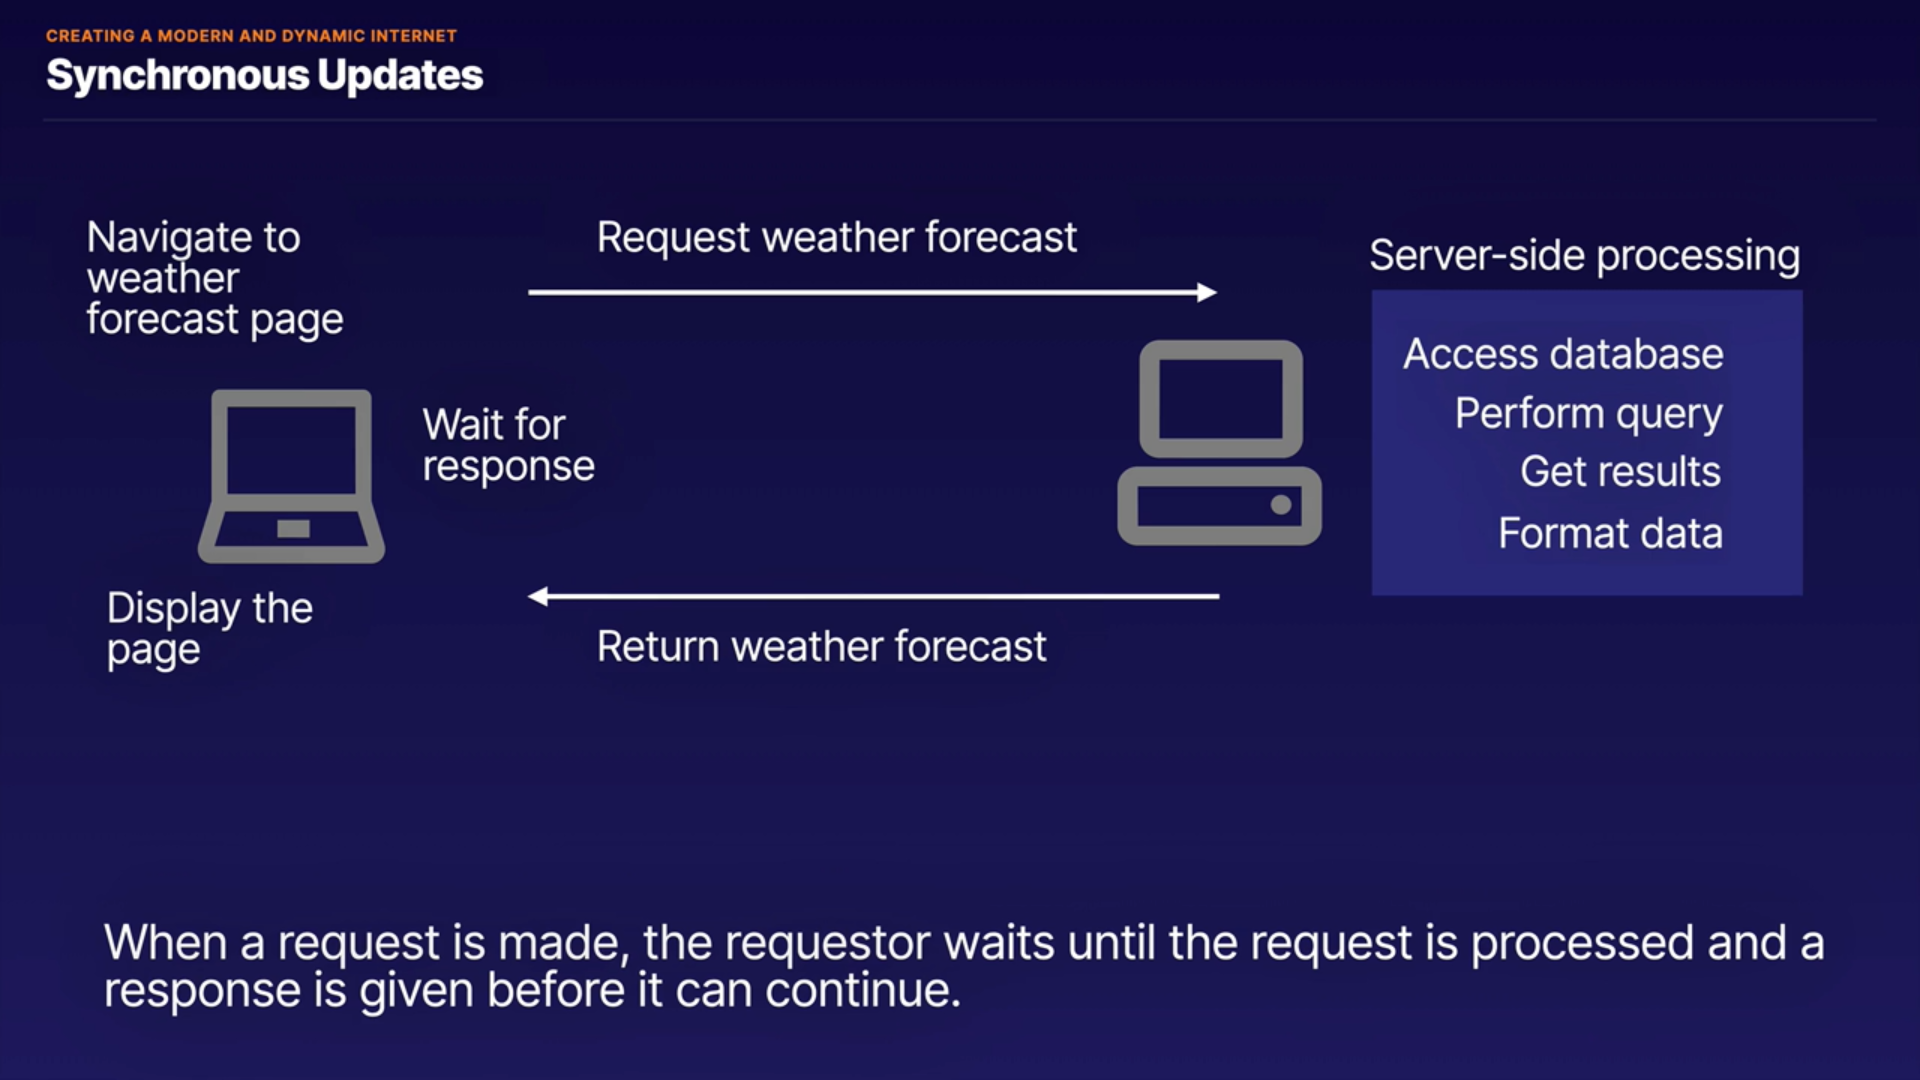 CREATING A MODERN AND DYNAMIC INTERNET
Synchronous Updates
Navigate to
weather
forecast page
Request weather forecast
Server-side processing
Access database
Perform query
Get results
Format data
Wait for
response
Display the
page
Return weather forecast
When a request is made, the requestor waits until the request is processed and a
response is given before it can continue.